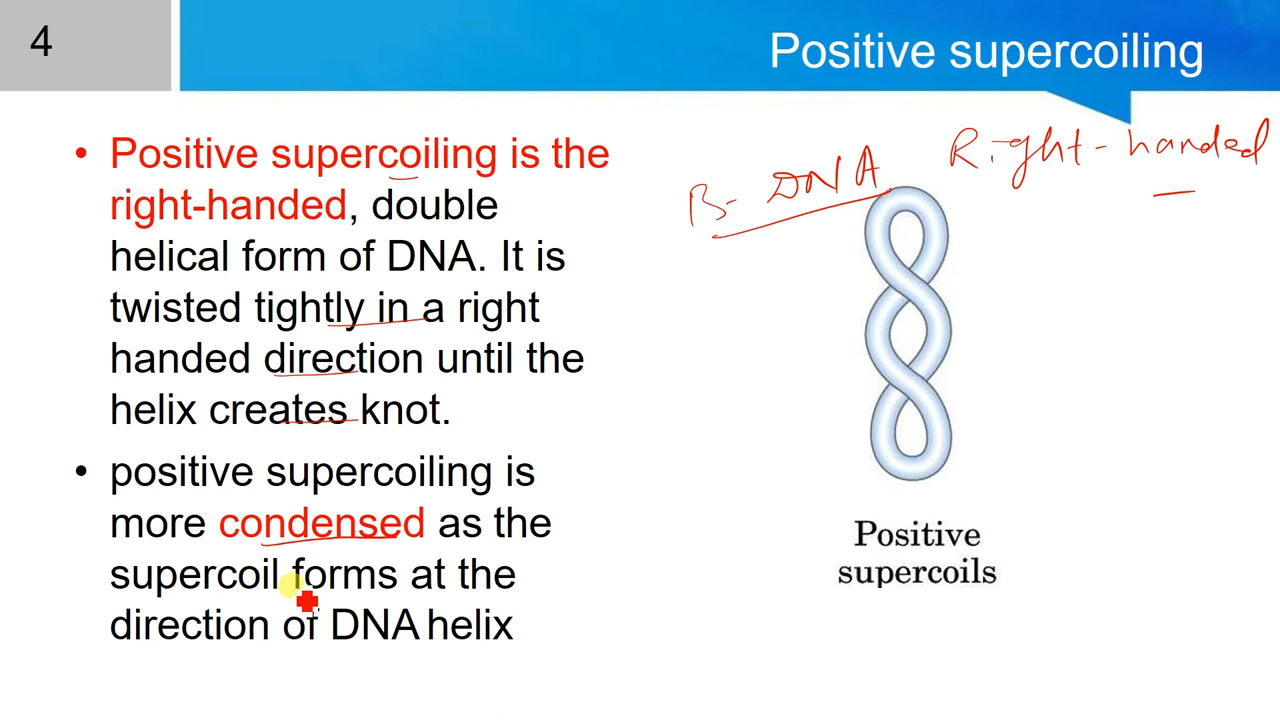 4
Positive supercoiling
• Positive supercoiling is the
right-handed, double
helical form of DNA. It is
twisted tightly in a right
handed direction until the
helix creates knot.
• positive supercoiling is
more condensed as the
supercoil forms at the
direction of DNA helix
B- DNA
Right-handed
Positive
supercoils